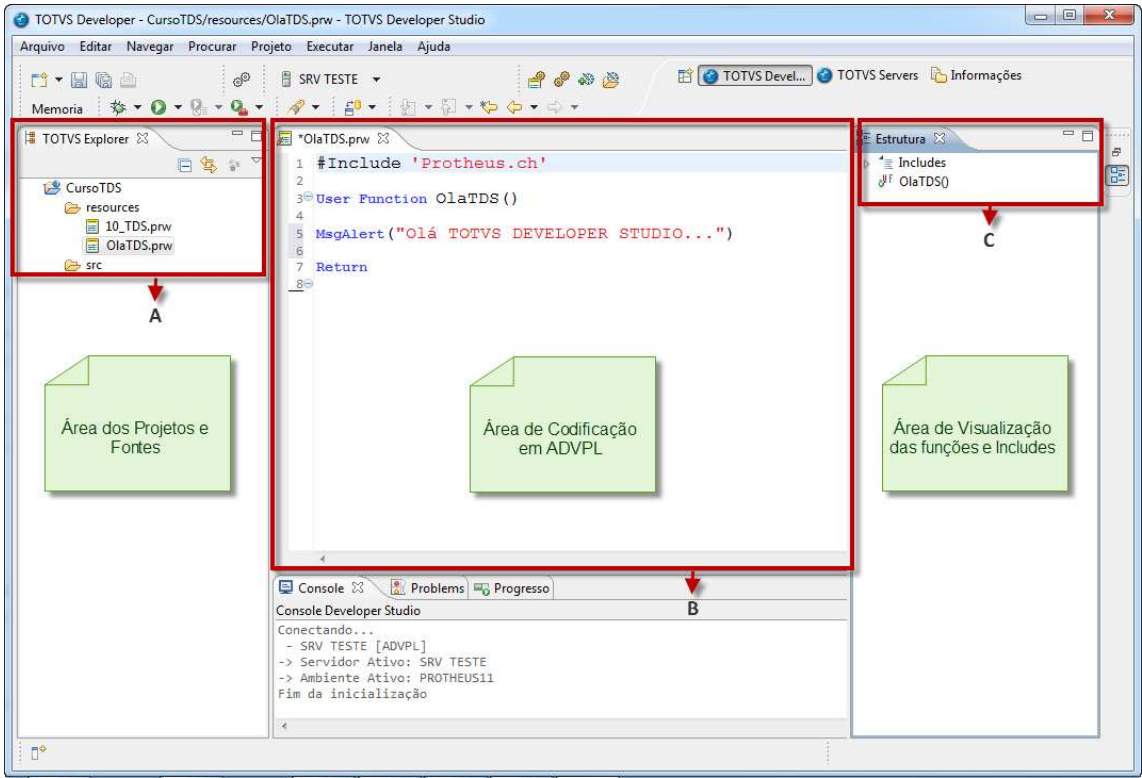 TOTVS Developer - CursoTDS/resources/OlaTDS.prw - TOTVS Developer Studio
Arquivo Editar Navegar Procurar Projeto Executar Janela Ajuda
SRV TESTE
TOTVS Devel... TOTVS Servers Informações
Memoria
TOTVS Explorer
CursoTDS
resources
10_TDS.prw
OlaTDS.prw
src
A
Área dos Projetos e
Fontes
*OlaTDS.prw
1 #Include 'Protheus.ch'
2
3 User Function OlaTDS()
4
5 MsgAlert("Olá TOTVS DEVELOPER STUDIO...")
6
7 Return
8
Área de Codificação
em ADVPL
B
Estrutura
Includes
OlaTDS()
C
Área de Visualização
das funções e Includes
Console Problems Progresso
Console Developer Studio
Conectando...
- SRV TESTE [ADVPL]
-> Servidor Ativo: SRV TESTE
-> Ambiente Ativo: PROTHEUS11
Fim da inicialização